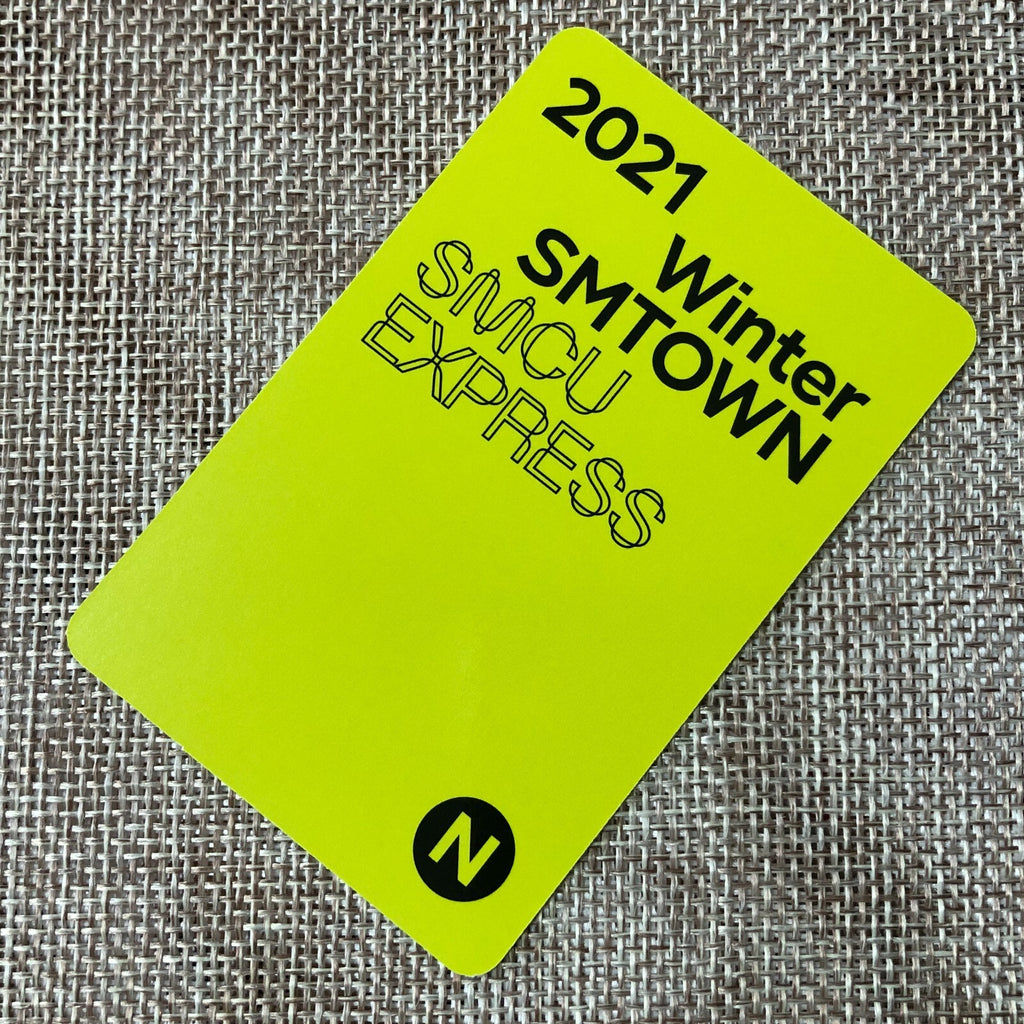 2021
Winter
SMTOWN
SMCU
EXPRESS
N